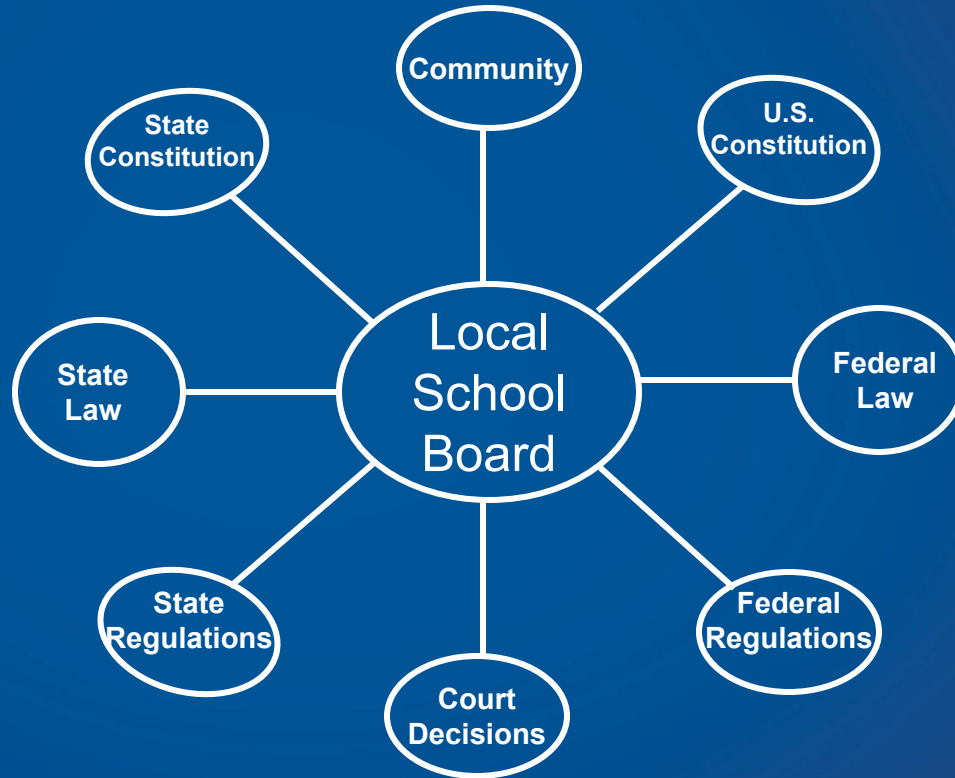 Community
State
Constitution
U.S.
Constitution
Local
School
Board
State
Law
Federal
Law
State
Regulations
Federal
Regulations
Court
Decisions